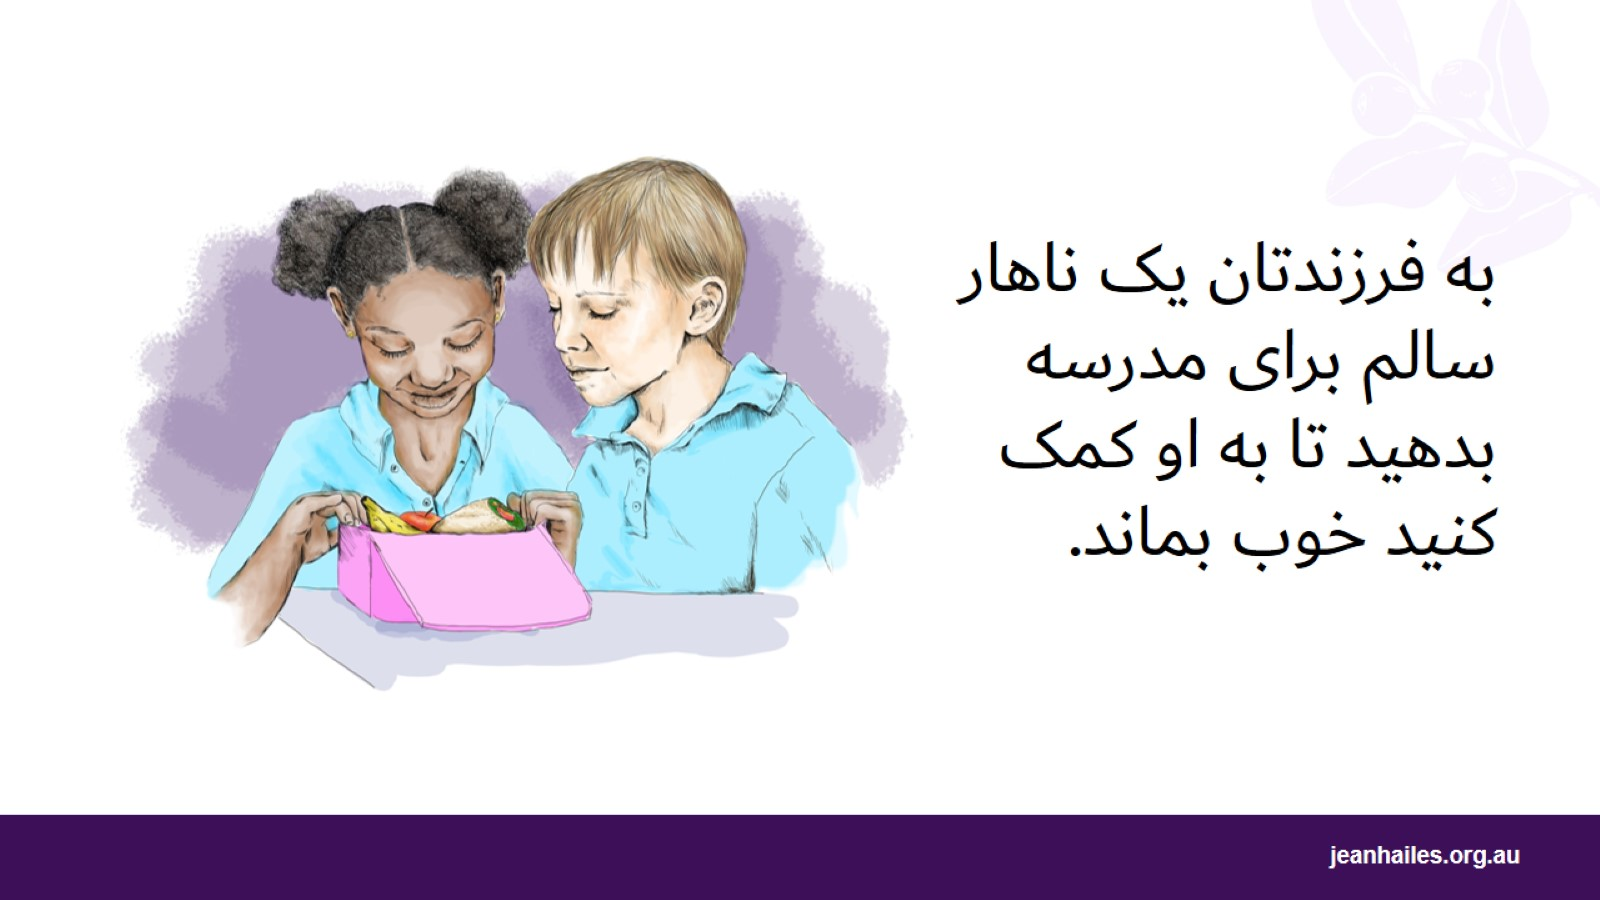 به فرزندتان یک ناهار
سالم برای مدرسه
بدهید تا به او کمک
کنید خوب بماند.
jeanhailes.org.au